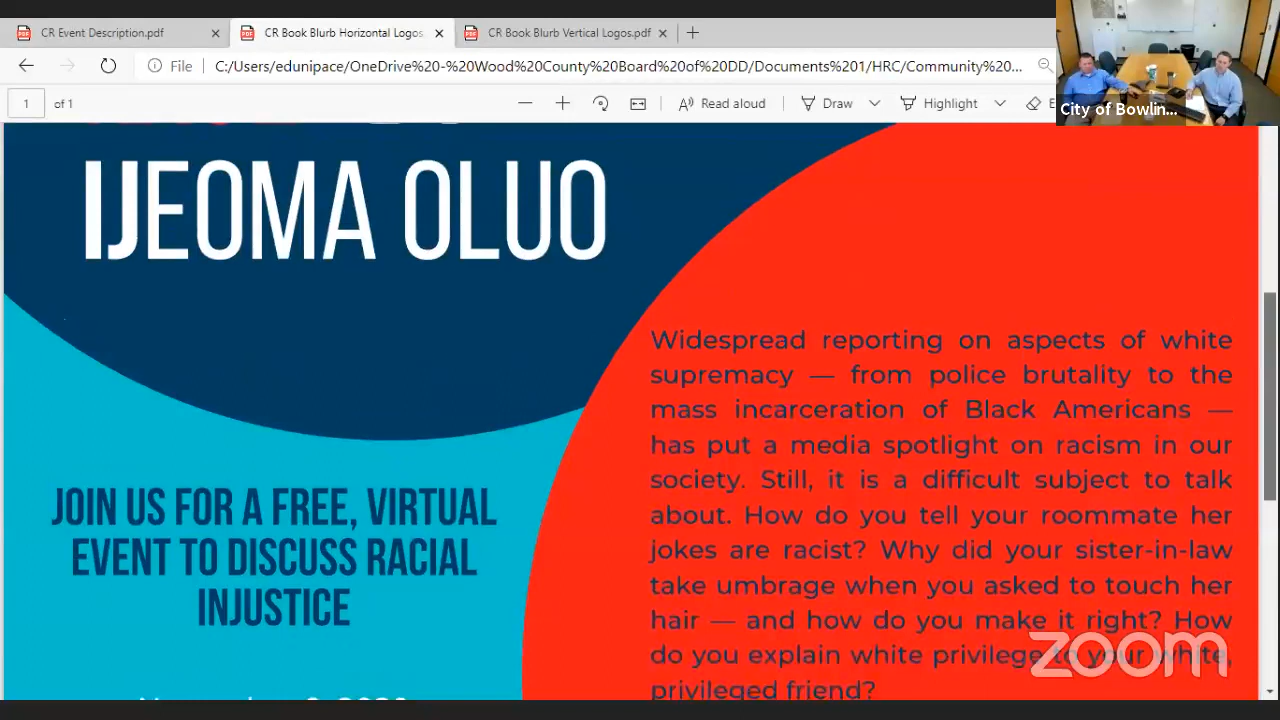 CR Event Description.pdf
CR Book Blurb Horizontal Logos.
CR Book Blurb Vertical Logos.pdf
File
C:/Users/edunipace/OneDrive%20-%20Wood%20County%20Board%20of%20DD/Documents%201/HRC/Community%20...
1 of 1
Read aloud
Draw
Highlight
City of Bowlin...
IJEOMA OLUO
JOIN US FOR A FREE, VIRTUAL
EVENT TO DISCUSS RACIAL
INJUSTICE
Widespread reporting on aspects of white
supremacy — from police brutality to the
mass incarceration of Black Americans —
has put a media spotlight on racism in our
society. Still, it is a difficult subject to talk
about. How do you tell your roommate her
jokes are racist? Why did your sister-in-law
take umbrage when you asked to touch her
hair — and how do you make it right? How
do you explain white privilege to your white,
privileged friend?
zoom